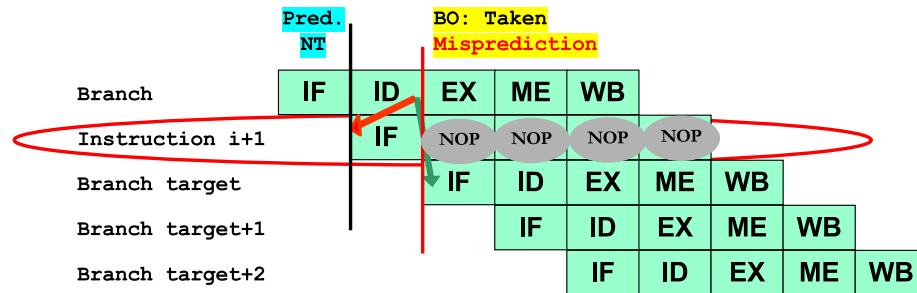 Pred. BO: Taken
NT Misprediction
Branch IF ID EX ME WB
Instruction i+1 IF NOP NOP NOP NOP
Branch target IF ID EX ME WB
Branch target+1 IF ID EX ME WB
Branch target+2 IF ID EX ME WB